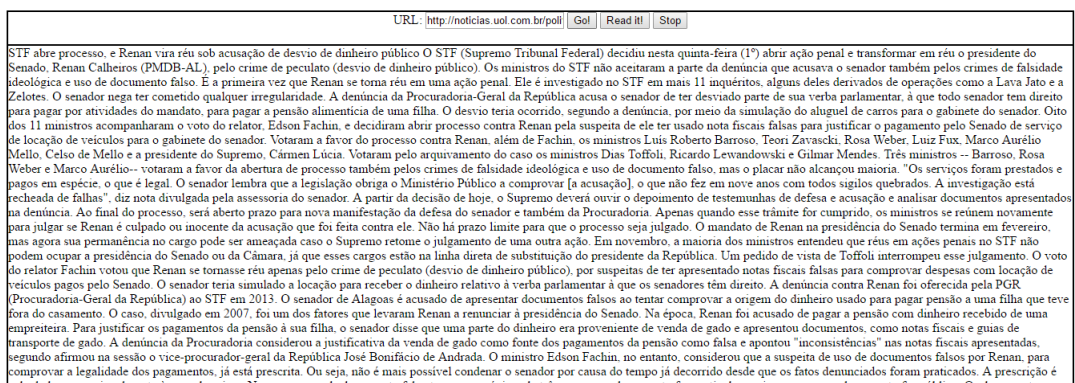 URL: http://noticias.uol.com.br/poli Go! Read it! Stop
STF abre processo, e Renan vira réu sob acusação de desvio de dinheiro público O STF (Supremo Tribunal Federal) decidiu nesta quinta-feira (1º) abrir ação penal e transformar em réu o presidente do
Senado, Renan Calheiros (PMDB-AL), pelo crime de peculato (desvio de dinheiro público). Os ministros do STF não aceitaram a parte da denúncia que acusava o senador também pelos crimes de falsidade
ideológica e uso de documento falso. É a primeira vez que Renan se torna réu em uma ação penal. Ele é investigado no STF em mais 11 inquéritos, alguns deles derivados de operações como a Lava Jato e a
Zelotes. O senador nega ter cometido qualquer irregularidade. A denúncia da Procuradoria-Geral da República acusa o senador de ter desviado parte de sua verba parlamentar, à que todo senador tem direito
para pagar por atividades do mandato, para pagar a pensão alimentícia de uma filha. O desvio teria ocorrido, segundo a denúncia, por meio da simulação do aluguel de carros para o gabinete do senador. Oito
dos 11 ministros acompanharam o voto do relator, Edson Fachin, e decidiram abrir processo contra Renan pela suspeita de ele ter usado nota fiscais falsas para justificar o pagamento pelo Senado de serviço
de locação de veículos para o gabinete do senador. Votaram a favor do processo contra Renan, além de Fachin, os ministros Luís Roberto Barroso, Teori Zavascki, Rosa Weber, Luiz Fux, Marco Aurélio
Mello, Celso de Mello e a presidente do Supremo, Cármen Lúcia. Votaram pelo arquivamento do caso os ministros Dias Toffoli, Ricardo Lewandowski e Gilmar Mendes. Três ministros -- Barroso, Rosa
Weber e Marco Aurélio-- votaram a favor da abertura de processo também pelos crimes de falsidade ideológica e uso de documento falso, mas o placar não alcançou maioria. "Os serviços foram prestados e
pagos em espécie, o que é legal. O senador lembra que a legislação obriga o Ministério Público a comprovar [a acusação], o que não fez em nove anos com todos sigilos quebrados. A investigação está
recheada de falhas", diz nota divulgada pela assessoria do senador. A partir da decisão de hoje, o Supremo deverá ouvir o depoimento de testemunhas de defesa e acusação e analisar documentos apresentados
na denúncia. Ao final do processo, será aberto prazo para nova manifestação da defesa do senador e também da Procuradoria. Apenas quando esse trâmite for cumprido, os ministros se reúnem novamente
para julgar se Renan é culpado ou inocente da acusação que foi feita contra ele. Não há prazo limite para que o processo seja julgado. O mandato de Renan na presidência do Senado termina em fevereiro,
mas agora sua permanência no cargo pode ser ameaçada caso o Supremo retome o julgamento de uma outra ação. Em novembro, a maioria dos ministros entendeu que réus em ações penais no STF não
podem ocupar a presidência do Senado ou da Câmara, já que esses cargos estão na linha direta de substituição do presidente da República. Um pedido de vista de Toffoli interrompeu esse julgamento. O voto
do relator Fachin votou que Renan se tornasse réu apenas pelo crime de peculato (desvio de dinheiro público), por suspeitas de ter apresentado notas fiscais falsas para comprovar despesas com locação de
veículos pagos pelo Senado. O senador teria simulado a locação para receber o dinheiro relativo à verba parlamentar à que os senadores têm direito. A denúncia contra Renan foi oferecida pela PGR
(Procuradoria-Geral da República) ao STF em 2013. O senador de Alagoas é acusado de apresentar documentos falsos ao tentar comprovar a origem do dinheiro usado para pagar pensão a uma filha que teve
fora do casamento. O caso, divulgado em 2007, foi um dos fatores que levaram Renan a renunciar à presidência do Senado. Na época, Renan foi acusado de pagar a pensão com dinheiro recebido de uma
empreiteira. Para justificar os pagamentos da pensão à sua filha, o senador disse que uma parte do dinheiro era proveniente de venda de gado e apresentou documentos, como notas fiscais e guias de
transporte de gado. A denúncia da Procuradoria considerou a justificativa da venda de gado como fonte dos pagamentos da pensão como falsa e apontou "inconsistências" nas notas fiscais apresentadas,
segundo afirmou na sessão o vice-procurador-geral da República José Bonifácio de Andrada. O ministro Edson Fachin, no entanto, considerou que a suspeita de uso de documentos falsos por Renan, para
comprovar a legalidade dos pagamentos, já está prescrita. Ou seja, não é mais possível condenar o senador por causa do tempo já decorrido desde que os fatos denunciados foram praticados. A prescrição é